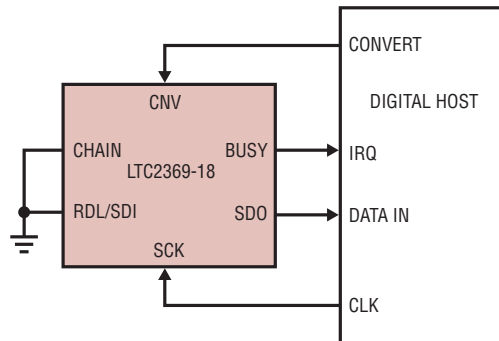 CONVERT
CNV
DIGITAL HOST
CHAIN
BUSY
IRQ
LTC2369-18
RDL/SDI
SDO
DATA IN
SCK
CLK